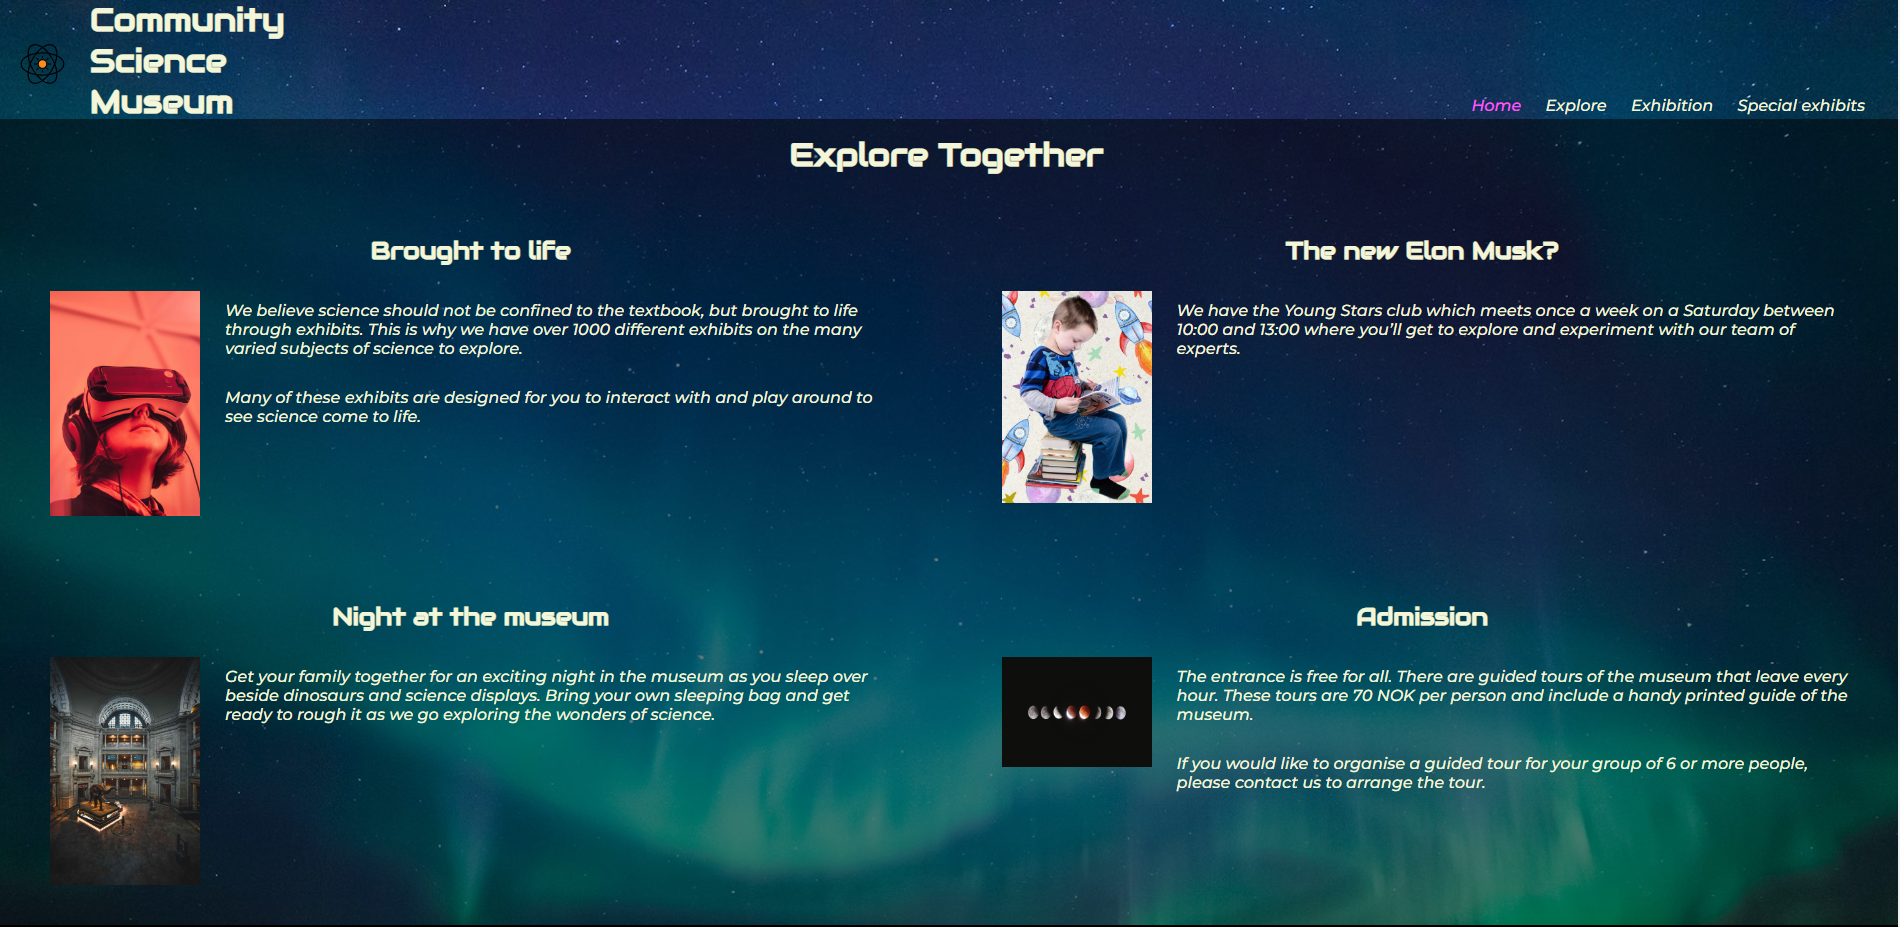 Community
Science
Museum
Home Explore Exhibition Special exhibits
Explore Together
Brought to life
We believe science should not be confined to the textbook, but brought to life
through exhibits. This is why we have over 1000 different exhibits on the many
varied subjects of science to explore.
Many of these exhibits are designed for you to interact with and play around to
see science come to life.
The new Elon Musk?
We have the Young Stars club which meets once a week on a Saturday between
10:00 and 13:00 where you'll get to explore and experiment with our team of
experts.
Night at the museum
Get your family together for an exciting night in the museum as you sleep over
beside dinosaurs and science displays. Bring your own sleeping bag and get
ready to rough it as we go exploring the wonders of science.
Admission
The entrance is free for all. There are guided tours of the museum that leave every
hour. These tours are 70 NOK per person and include a handy printed guide of the
museum.
If you would like to organise a guided tour for your group of 6 or more people,
please contact us to arrange the tour.